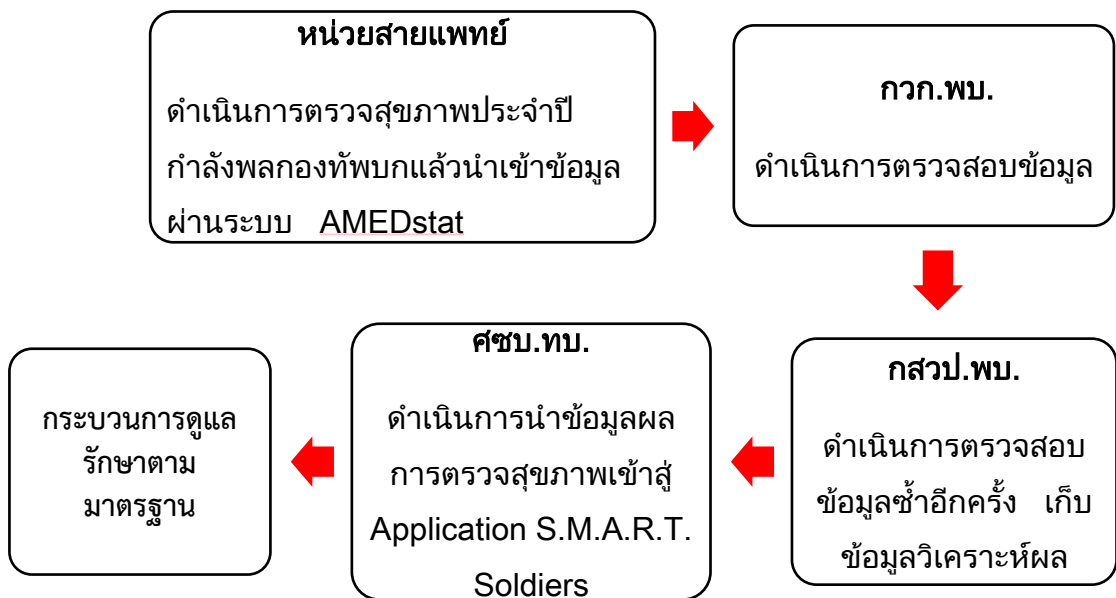 หน่วยสายแพทย์
ดำเนินการตรวจสุขภาพประจำปี
กำลังพลกองทัพบกแล้วนำเข้าข้อมูล
ผ่านระบบ AMEDstat
กวก.พบ.
ดำเนินการตรวจสอบข้อมูล
กสวป.พบ.
ดำเนินการตรวจสอบ
ข้อมูลซ้ำอีกครั้ง เก็บ
ข้อมูลวิเคราะห์ผล
ศซบ.ทบ.
ดำเนินการนำข้อมูลผล
การตรวจสุขภาพเข้าสู่
Application S.M.A.R.T.
Soldiers
กระบวนการดูแล
รักษาตาม
มาตรฐาน